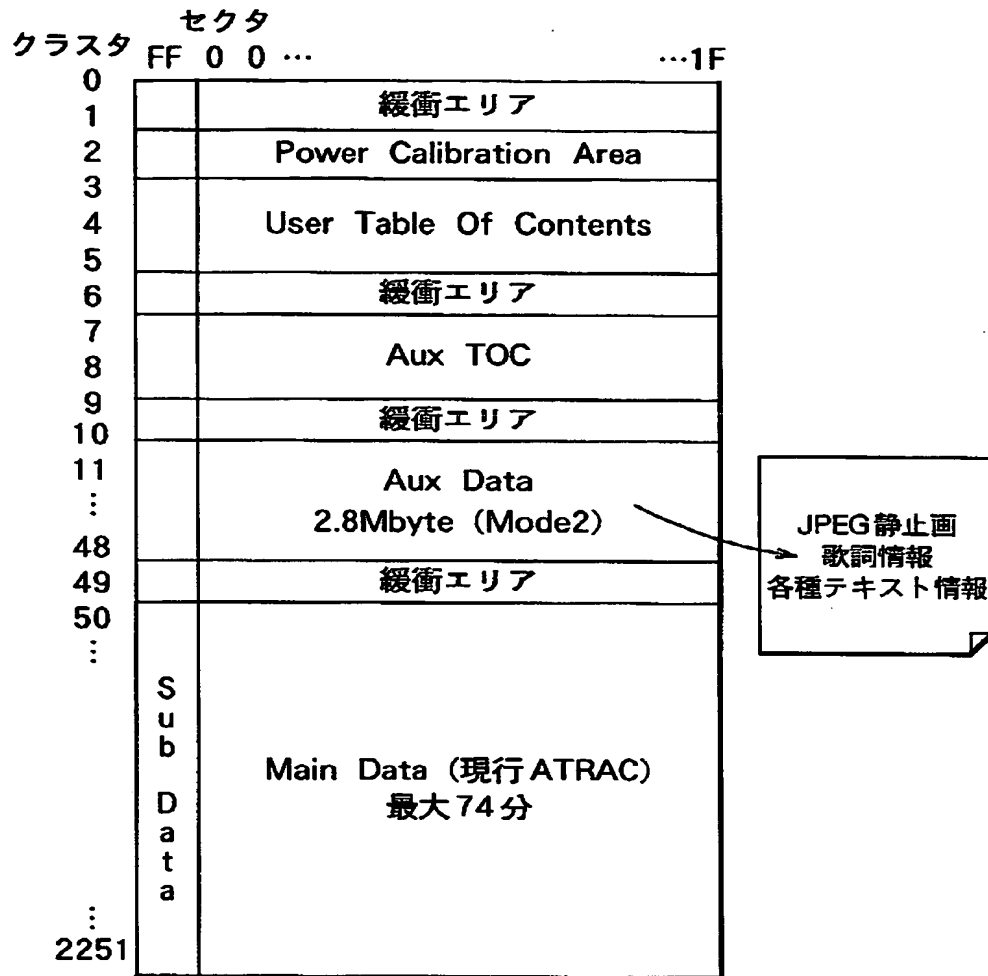 セクタ
クラスタ FF 0 0 … …1F
0
1
緩衝エリア
2 Power Calibration Area
3
4 User Table Of Contents
5
6 緩衝エリア
7
8
Aux TOC
9
10
緩衝エリア
11
⋮
48
Aux Data
2.8Mbyte (Mode2)
JPEG静止画
歌詞情報
各種テキスト情報
49 緩衝エリア
50
⋮
Sub Data
Main Data (現行ATRAC)
最大74分
⋮
2251